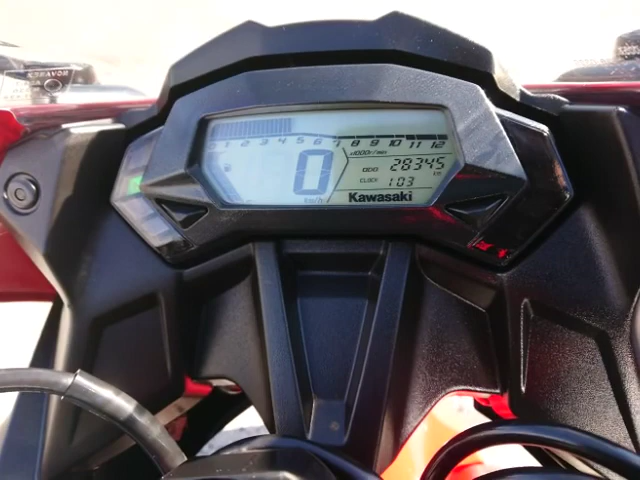 0 1 2 3 4 5 6 7 8 9 10 11 12
x1000r/min
0
km/h
ODO 28345 km
CLOCK 1:03
Kawasaki